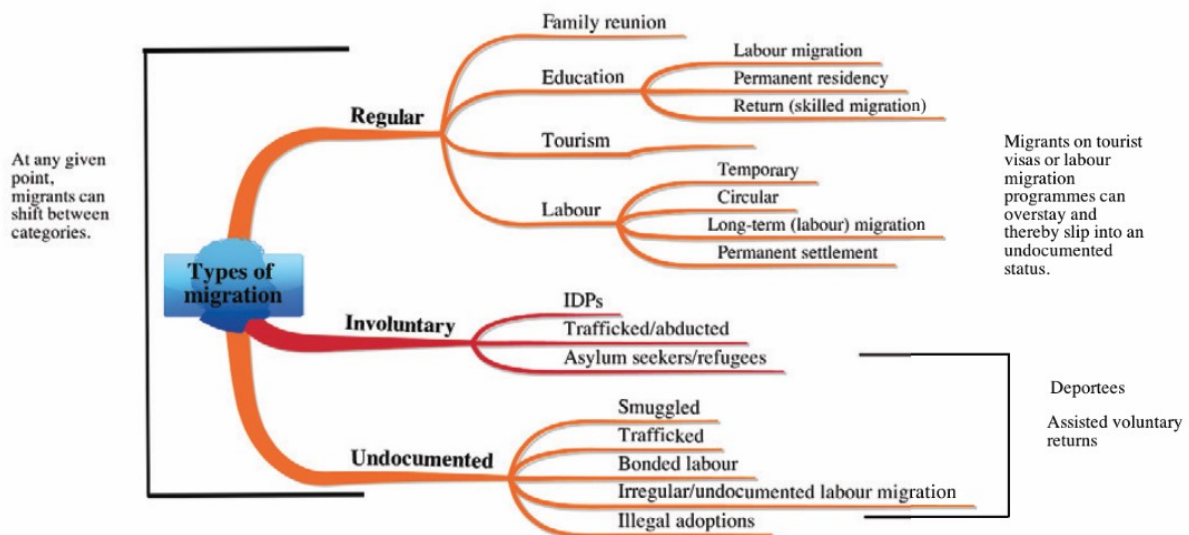 At any given
point,
migrants can
shift between
categories.
Types of
migration
Regular
Family reunion
Education
Labour migration
Permanent residency
Return (skilled migration)
Tourism
Labour
Temporary
Circular
Long-term (labour) migration
Permanent settlement
Migrants on tourist
visas or labour
migration
programmes can
overstay and
thereby slip into an
undocumented
status.
Involuntary
IDPs
Trafficked/abducted
Asylum seekers/refugees
Undocumented
Smuggled
Trafficked
Bonded labour
Irregular/undocumented labour migration
Illegal adoptions
Deportees
Assisted voluntary
returns